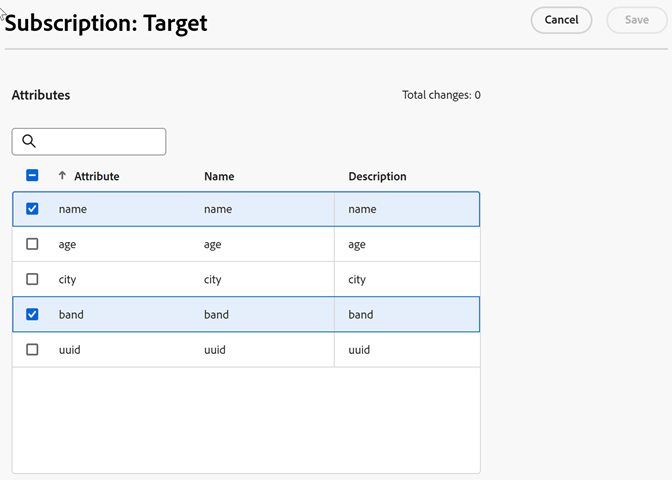 Subscription: Target
Cancel
Save
Attributes
Total changes: 0
Attribute Name Description
name name name
age age age
city city city
band band band
uuid uuid uuid